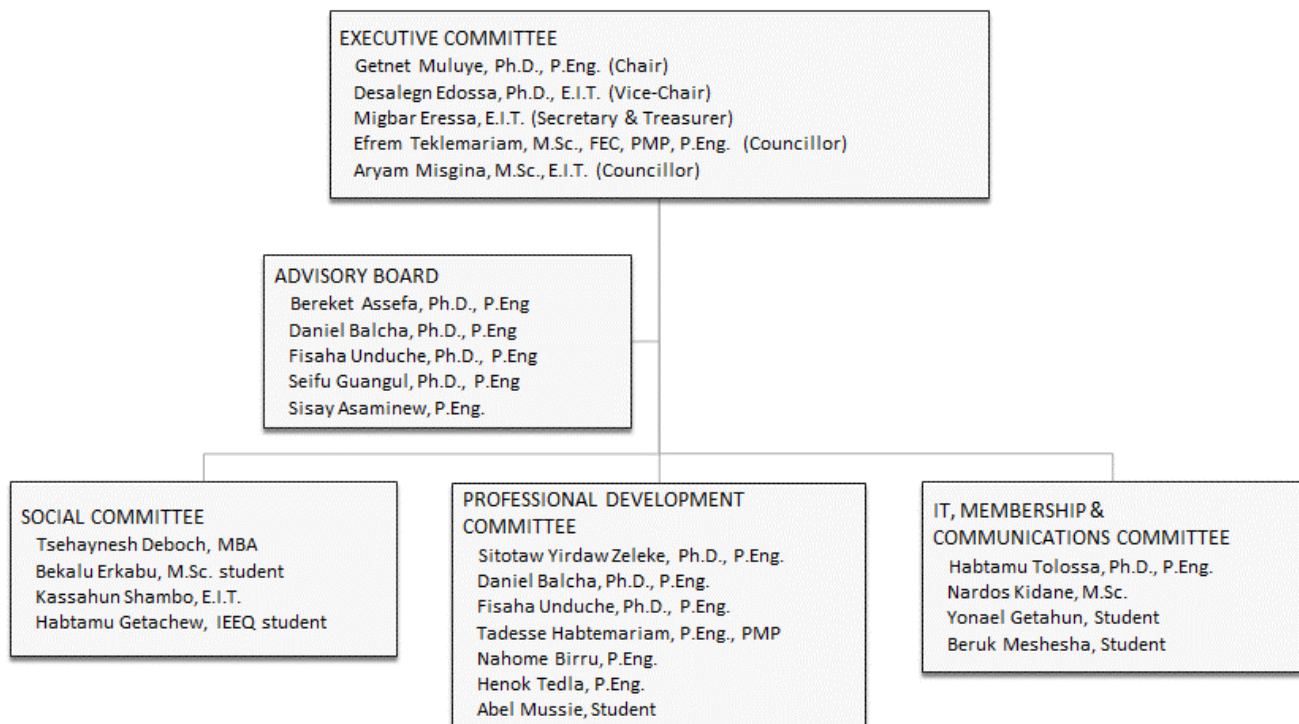 EXECUTIVE COMMITTEE
Getnet Muluye, Ph.D., P.Eng. (Chair)
Desalegn Edossa, Ph.D., E.I.T. (Vice-Chair)
Migbar Eressa, E.I.T. (Secretary & Treasurer)
Efrem Teklemariam, M.Sc., FEC, PMP, P.Eng. (Councillor)
Aryam Misgina, M.Sc., E.I.T. (Councillor)
ADVISORY BOARD
Bereket Assefa, Ph.D., P.Eng
Daniel Balcha, Ph.D., P.Eng
Fisaha Unduche, Ph.D., P.Eng
Seifu Guangul, Ph.D., P.Eng
Sisay Asaminew, P.Eng.
SOCIAL COMMITTEE
Tsehaynesh Deboch, MBA
Bekalu Erkabu, M.Sc. student
Kassahun Shambo, E.I.T.
Habtamu Getachew, IEEQ student
PROFESSIONAL DEVELOPMENT
COMMITTEE
Sitotaw Yirdaw Zeleke, Ph.D., P.Eng.
Daniel Balcha, Ph.D., P.Eng.
Fisaha Unduche, Ph.D., P.Eng.
Tadesse Habtemariam, P.Eng., PMP
Nahome Birru, P.Eng.
Henok Tedla, P.Eng.
Abel Mussie, Student
IT, MEMBERSHIP &
COMMUNICATIONS COMMITTEE
Habtamu Tolossa, Ph.D., P.Eng.
Nardos Kidane, M.Sc.
Yonael Getahun, Student
Beruk Meshesha, Student